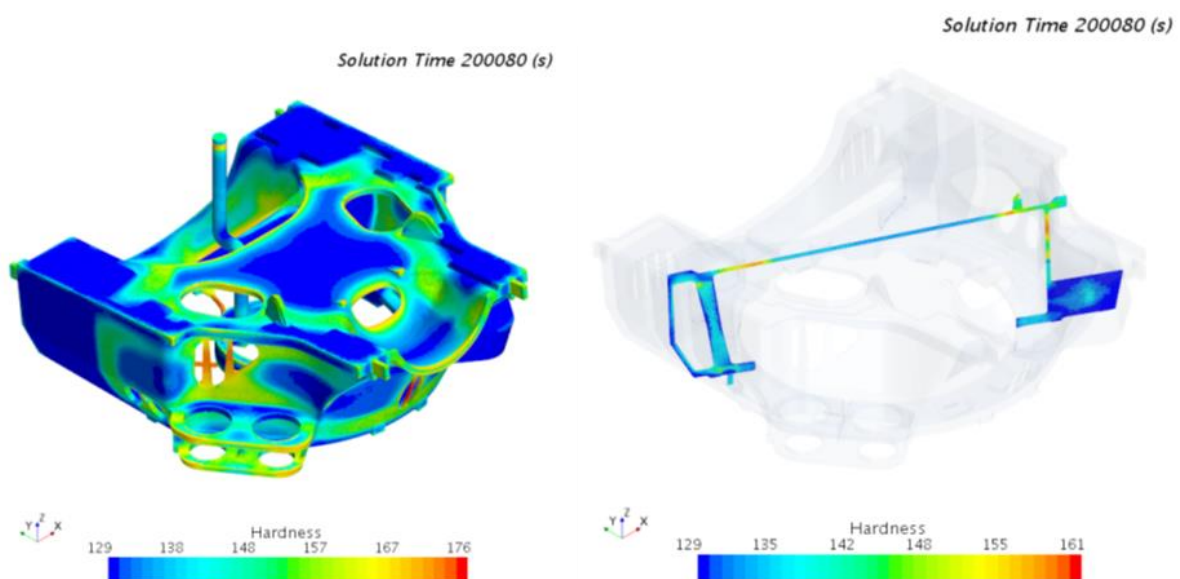 Solution Time 200080 (s)
Solution Time 200080 (s)
Y Z X
Hardness
129 138 148 157 167 176
Y Z X
Hardness
129 135 142 148 155 161